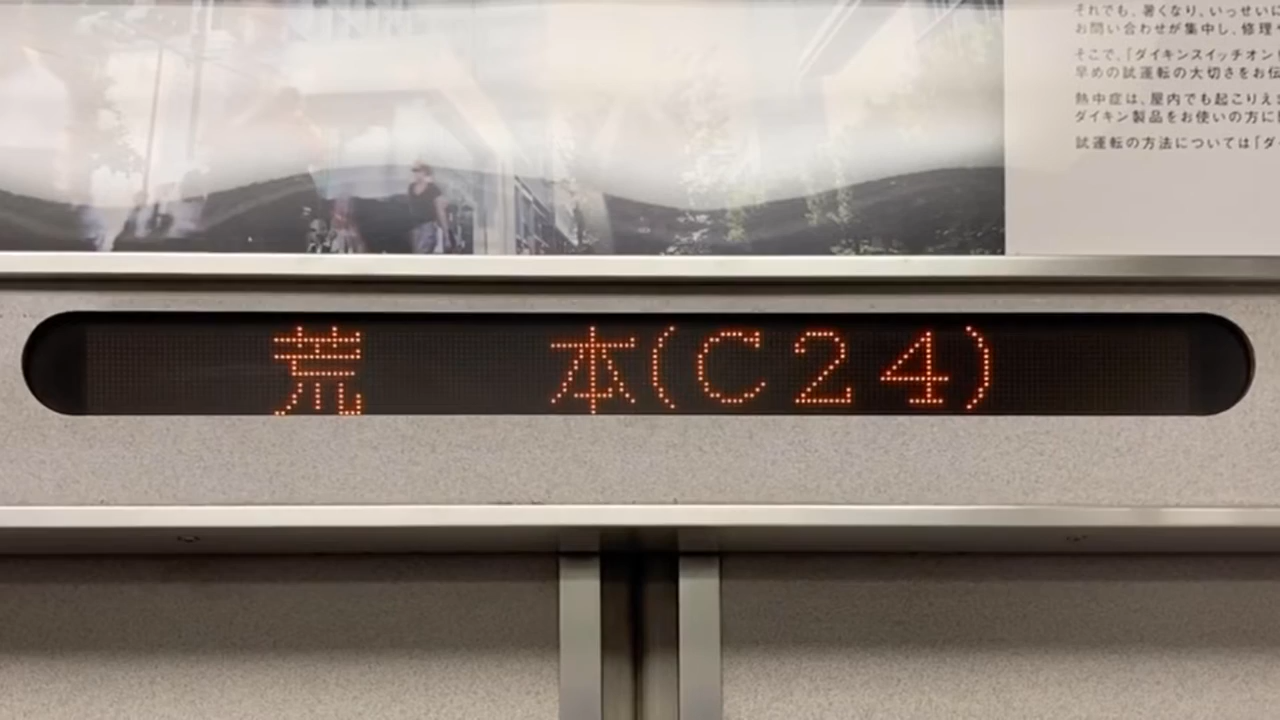 それでも、暑くなり、いっせいに
お問い合わせが集中し、修理
そこで、「ダイキンスイッチオン
早めの試運転の大切さをお伝
熱中症は、屋内でも起こりえ
ダイキン製品をお使いの方に
試運転の方法については「ダ
荒 本(C24)